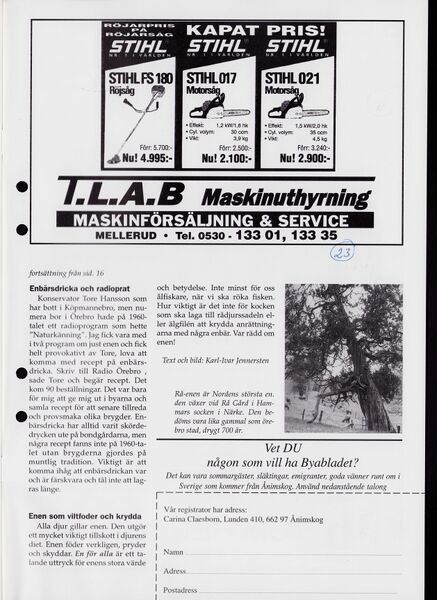 RÖJARPRIS
PÅ
RÖJARSÅG
STIHL
NR. 1 I VÄRLDEN
KAPAT PRIS!
STIHL
NR. 1 I VÄRLDEN
STIHL
NR. 1 I VÄRLDEN
STIHL FS 180
Röjsåg
Förr: 5.700:-
Nu! 4.995:-
STIHL 017
Motorsåg
• Effekt: 1,2 kW/1,6 hk
• Cyl. volym: 30 ccm
• Vikt: 3,9 kg
Förr: 2.500:-
Nu! 2.100:-
STIHL 021
Motorsåg
• Effekt: 1,5 kW/2,0 hk
• Cyl. volym: 35 ccm
• Vikt: 4,5 kg
Förr: 3.240:-
Nu! 2.900:-
T.L.A.B Maskinuthyrning
MASKINFÖRSÄLJNING & SERVICE
MELLERUD • Tel. 0530 - 133 01, 133 35
23
fortsättning från sid. 16
Enbärsdricka och radioprat
Konservator Tore Hansson som
har bott i Köpmannebro, men nu-
mera bor i Örebro hade på 1960-
talet ett radioprogram som hette
"Naturkänning". Jag fick vara med
i två program om just enen och fick
helt provokativt av Tore, lova att
komma med recept på enbärs-
dricka. Skriv till Radio Örebro ,
sade Tore och begär recept. Det
kom 90 beställningar. Det var bara
för mig att ge mig ut i byarna och
samla recept för att senare tillreda
och provsmaka olika brygder. En-
bärsdricka har alltid varit skörde-
drycken ute på bondgårdarna, men
några recept fanns inte på 1960-ta-
let utan brygderna gjordes på
muntlig tradition. Viktigt är att
komma ihåg att enbärsdrickan var
och är färskvara och tål inte att lag-
ras länge.
Enen som viltfoder och krydda
Alla djur gillar enen. Den utgör
ett mycket viktigt tillskott i djurens
diet. Enen föder verkligen, pryder
och skyddar. En för alla är ett ta-
lande uttryck för enens stora värde
och betydelse. Inte minst för oss
ålfiskare, när vi ska röka fisken.
Hur viktigt är det inte för kocken
som ska laga till rådjurssadeln el-
ler älgfilén att krydda anrättning-
arna med några enbär. Var rädd om
enen!
Text och bild: Karl-Ivar Jennersten
Rå-enen är Nordens största en.
den växer vid Rå Gård i Ham-
mars socken i Närke. Den be-
döms vara lika gammal som öre-
bro stad, drygt 700 år.
Vet DU
någon som vill ha Byabladet?
Det kan vara sommargäster, släktingar, emigranter, goda vänner runt om i
Sverige som kommer från Ånimskog. Använd nedanstående talong
Vår registrator har adress:
Carina Claesborn, Lunden 410, 662 97 Ånimskog
Namn
Adress
Postadress